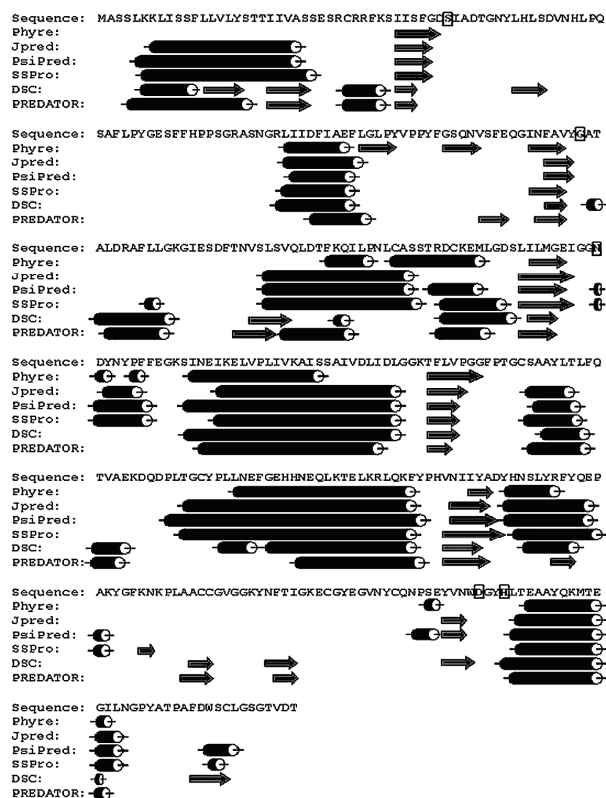 Sequence: MASSLKKLISSFLLVLYSTTIIVASSESRCRRFKSIISFGDSIADTGNYLHLSDVNHLPQ
Phyre:
Jpred:
PsiPred:
SSPro:
DSC:
PREDATOR:
Sequence: SAFLPYGESFFHPPSGRASNGRLIIDFIAEFLGLPYVPPYFGSQNVSFEQGINFAVYGAT
Phyre:
Jpred:
PsiPred:
SSPro:
DSC:
PREDATOR:
Sequence: ALDRAFLLGKGIESDFTNVSLSVQLDTFKQILPNLCASSTRDCKEMLGDSLILMGEIGGN
Phyre:
Jpred:
PsiPred:
SSPro:
DSC:
PREDATOR:
Sequence: DYNYPFFEGKSINEIKELVPLIVKAISSAIVDLIDLGGKTFLVPGGFPTGCSAAYLTLFQ
Phyre:
Jpred:
PsiPred:
SSPro:
DSC:
PREDATOR:
Sequence: TVAEKDQDPLTGCYPLLNEFGEHHNEQLKTELKRLQKFYPHVNIIYADYHNSLYRFYQEP
Phyre:
Jpred:
PsiPred:
SSPro:
DSC:
PREDATOR:
Sequence: AKYGFKNKPLAACCGVGGKYNFTIGKECGYEGVNYCQNPSEYVNWDGYHLTEAAYQKMTE
Phyre:
Jpred:
PsiPred:
SSPro:
DSC:
PREDATOR:
Sequence: GILNGPYATPAFDWSCLGSGTVDT
Phyre:
Jpred:
PsiPred:
SSPro:
DSC:
PREDATOR: